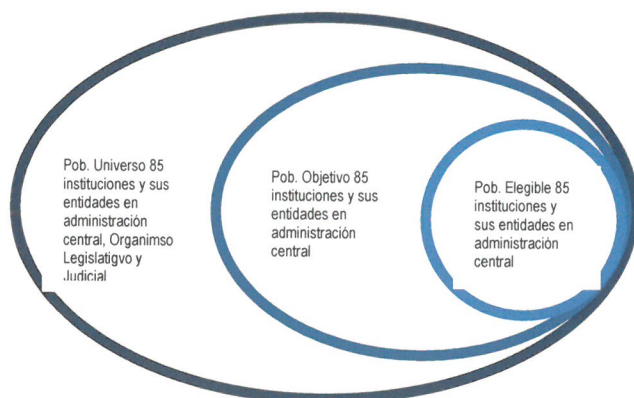 Pob. Universo 85
instituciones y sus
entidades en
administración
central, Organimso
Legislatigvo y
Judicial
Pob. Objetivo 85
instituciones y sus
entidades en
administración
central
Pob. Elegible 85
instituciones y
sus entidades en
administración
central